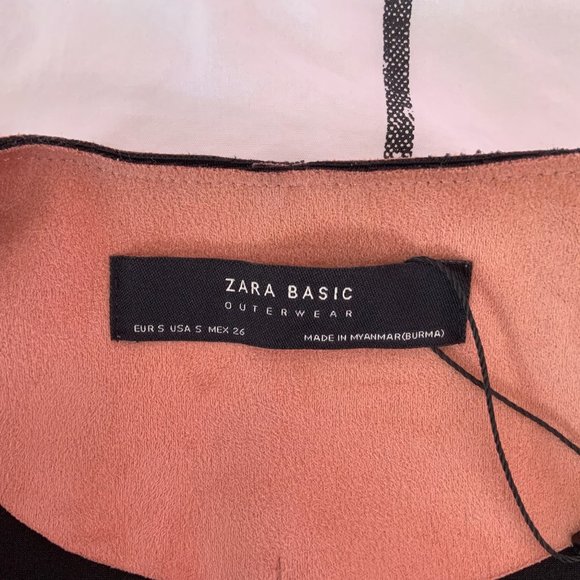 ZARA BASIC
OUTERWEAR
EUR S USA S MEX 26
MADE IN MYANMAR(BURMA)